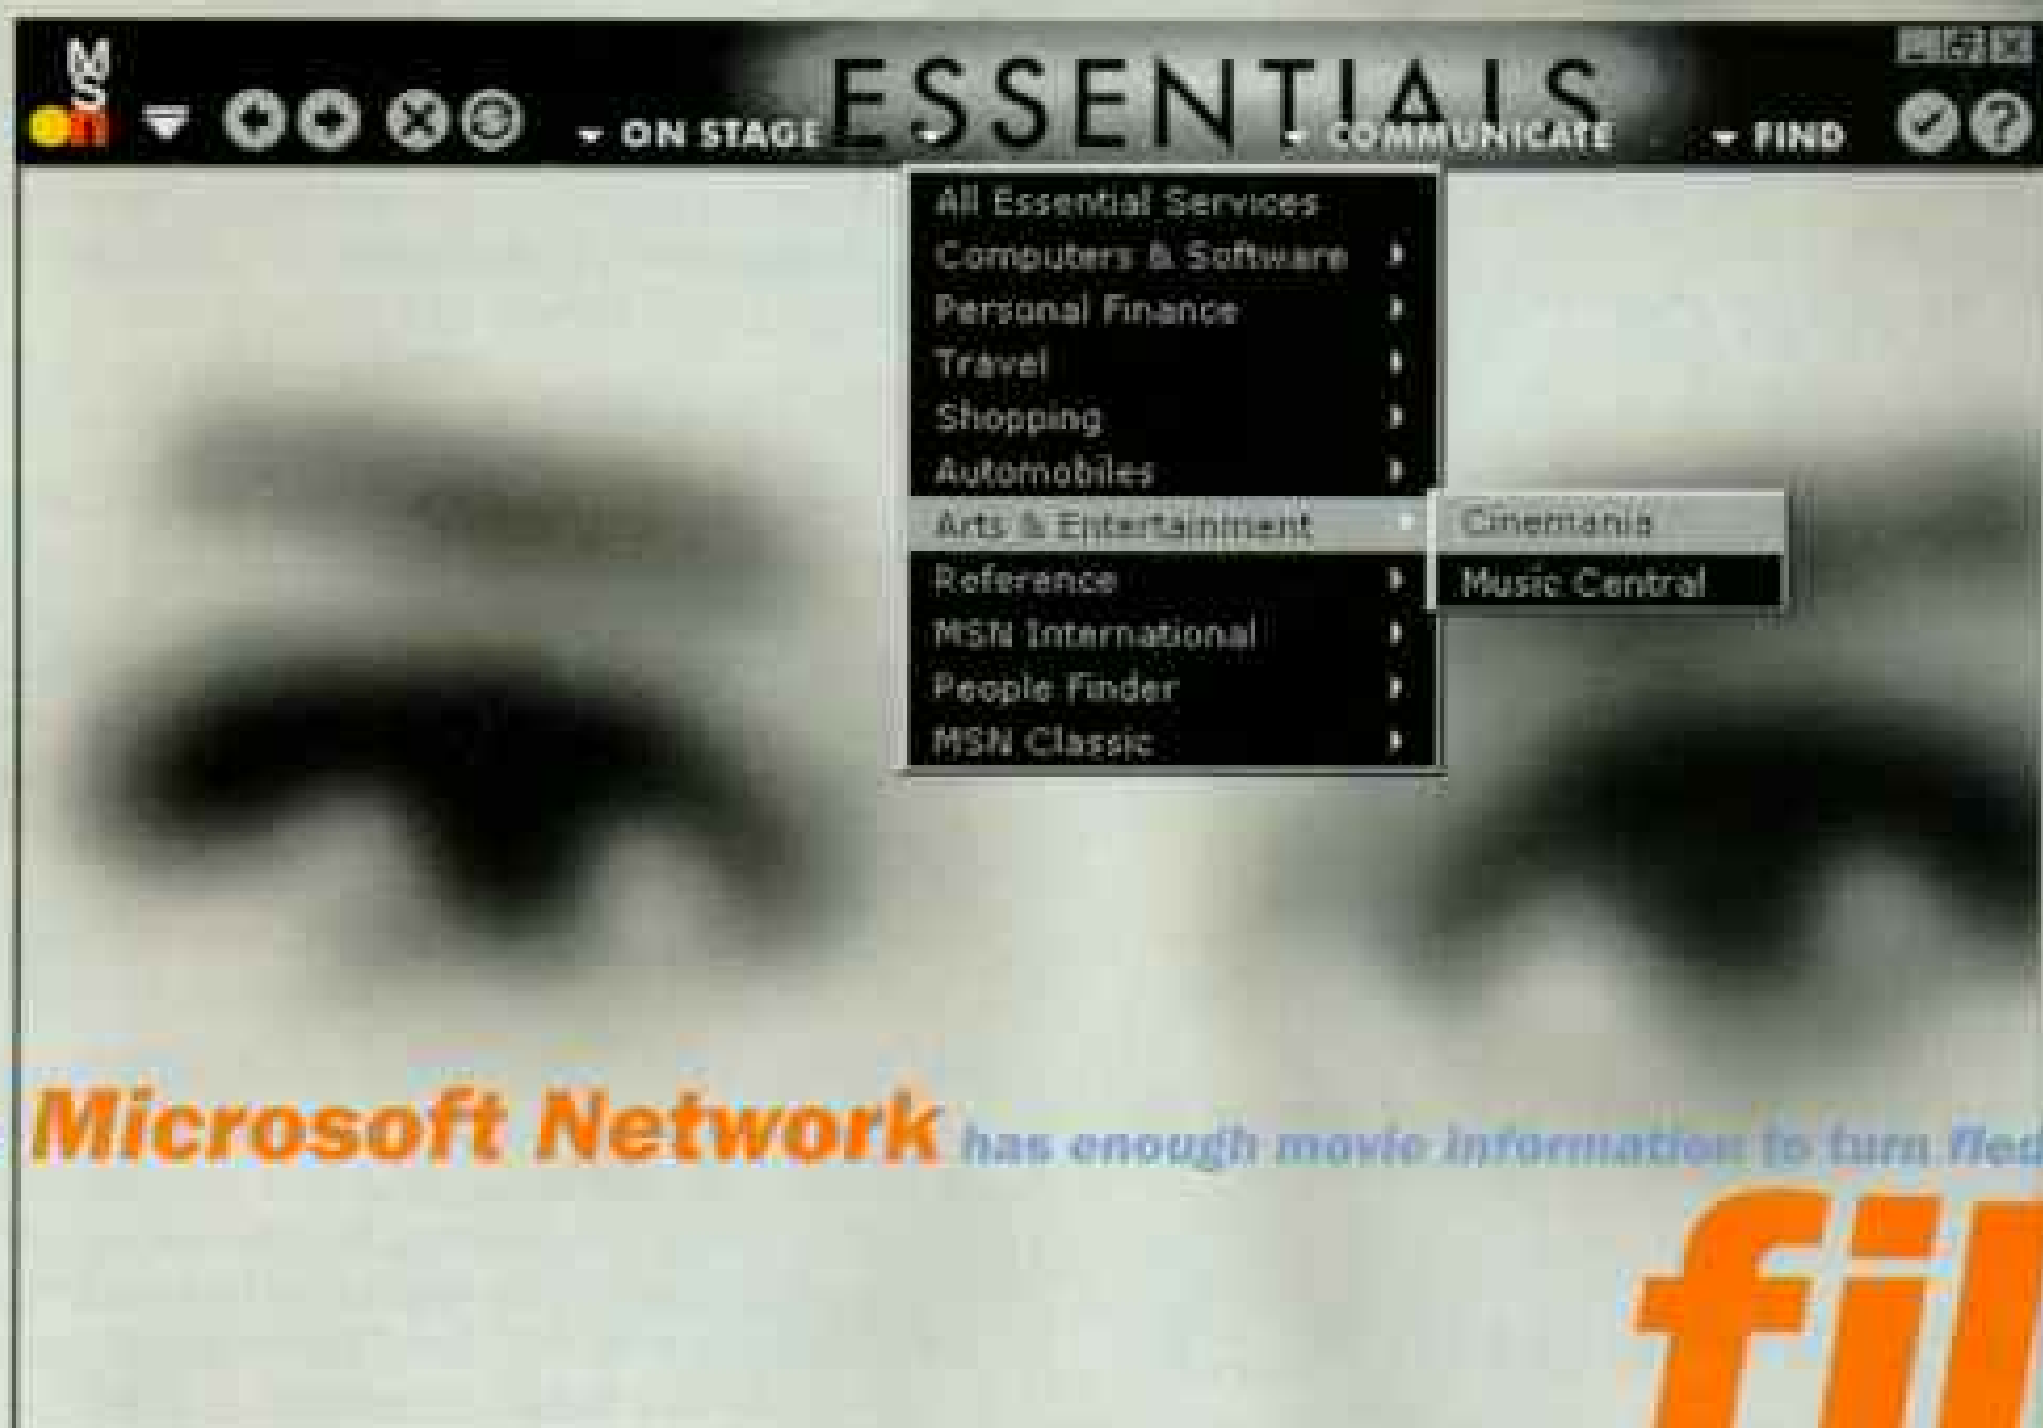 msn
ON STAGE ESSENTIALS COMMUNICATE FIND
All Essential Services
Computers & Software
Personal Finance
Travel
Shopping
Automobiles
Arts & Entertainment
Cinemania
Reference
Music Central
MSN International
People Finder
MSN Classic
Microsoft Network has enough movie information to turn fled
fil